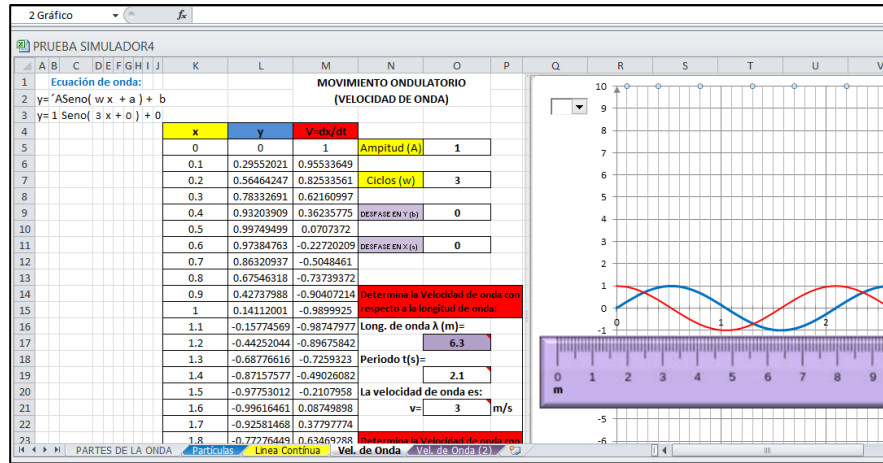 2 Gráfico fx
PRUEBA SIMULADOR4
A B C D E F G H I J K L M N O P Q R S T U V
1 Ecuación de onda: MOVIMIENTO ONDULATORIO
2 y=´ASeno( w x + a ) + b (VELOCIDAD DE ONDA)
3 y= 1 Seno( 3 x + 0 ) + 0
4 x y V=dx/dt
5 0 0 1 Ampitud (A) 1
6 0.1 0.29552021 0.95533649
7 0.2 0.56464247 0.82533561 Ciclos (w) 3
8 0.3 0.78332691 0.62160997
9 0.4 0.93203909 0.36235775 DESFASE EN Y (b) 0
10 0.5 0.99749499 0.0707372
11 0.6 0.97384763 -0.22720209 DESFASE EN X (s) 0
12 0.7 0.86320937 -0.5048461
13 0.8 0.67546318 -0.73739372
14 0.9 0.42737988 -0.90407214 Determina la Velocidad de onda con
15 1 0.14112001 -0.9899925 respecto a la longitud de onda:
16 1.1 -0.15774569 -0.98747977 Long. de onda λ (m)=
17 1.2 -0.44252044 -0.89675842 6.3
18 1.3 -0.68776616 -0.7259323 Periodo t(s)=
19 1.4 -0.87157577 -0.49026082 2.1
20 1.5 -0.97753012 -0.2107958 La velocidad de onda es:
21 1.6 -0.99616461 0.08749898 v= 3 m/s
22 1.7 -0.92581468 0.37797774
23 1.8 -0.77276449 0.63469288 Determina la Velocidad de onda con
10
9
8
7
6
5
4
3
2
1
0
-1
0 1 2
0 1 2 3 4 5 6 7 8 9
m
-5
-6
PARTES DE LA ONDA Partículas Linea Contínua Vel. de Onda Vel. de Onda (2)